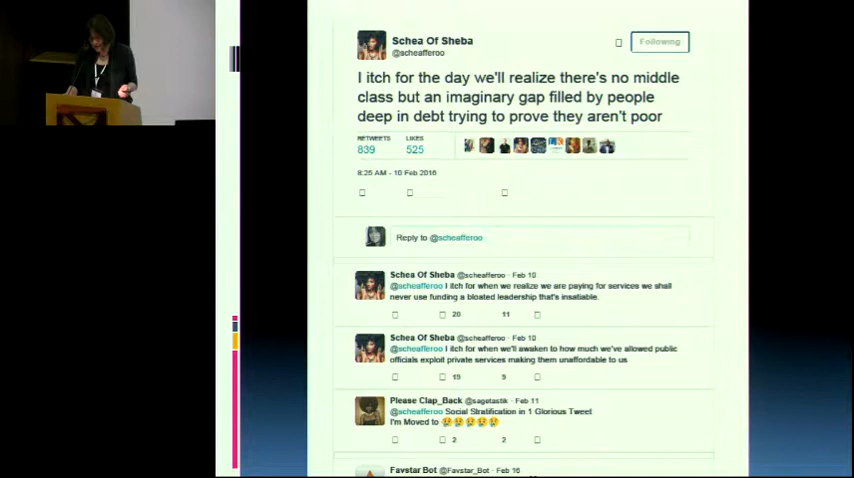 Schea Of Sheba
@scheafferoo
Following
I itch for the day we'll realize there's no middle
class but an imaginary gap filled by people
deep in debt trying to prove they aren't poor
RETWEETS
LIKES
839
525
8:25 AM - 10 Feb 2016
Reply to @scheafferoo
Schea Of Sheba @scheafferoo · Feb 10
@scheafferoo I itch for when we realize we are paying for services we shall
never use funding a bloated leadership that's insatiable.
20
11
Schea Of Sheba @scheafferoo · Feb 10
@scheafferoo I itch for when we'll awaken to how much we've allowed public
officials exploit private services making them unaffordable to us
19
9
Please Clap_Back @sagetastik · Feb 11
@scheafferoo Social Stratification in 1 Glorious Tweet
I'm Moved to 😢😢😢😢😢
2
2
Favstar Bot @Favstar_Bot · Feb 16